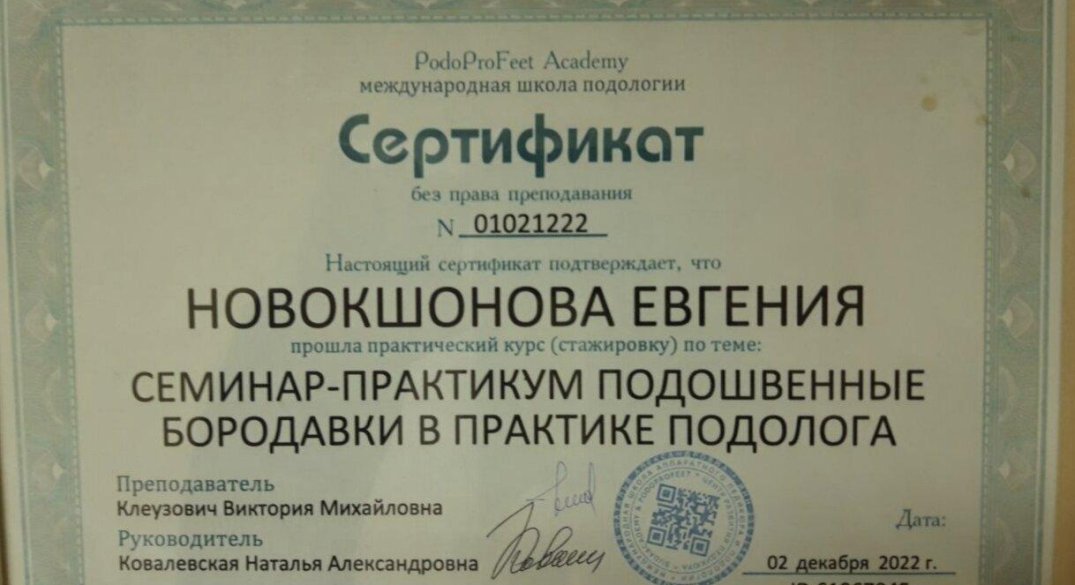 PodoProFeet Academy
международная школа подологии
Сертификат
без права преподавания
N 01021222
Настоящий сертификат подтверждает, что
НОВОКШОНОВА ЕВГЕНИЯ
прошла практический курс (стажировку) по теме:
СЕМИНАР-ПРАКТИКУМ ПОДОШВЕННЫЕ
БОРОДАВКИ В ПРАКТИКЕ ПОДОЛОГА
Преподаватель
Клеузович Виктория Михайловна
Руководитель
Ковалевская Наталья Александровна
Дата:
02 декабря 2022 г.